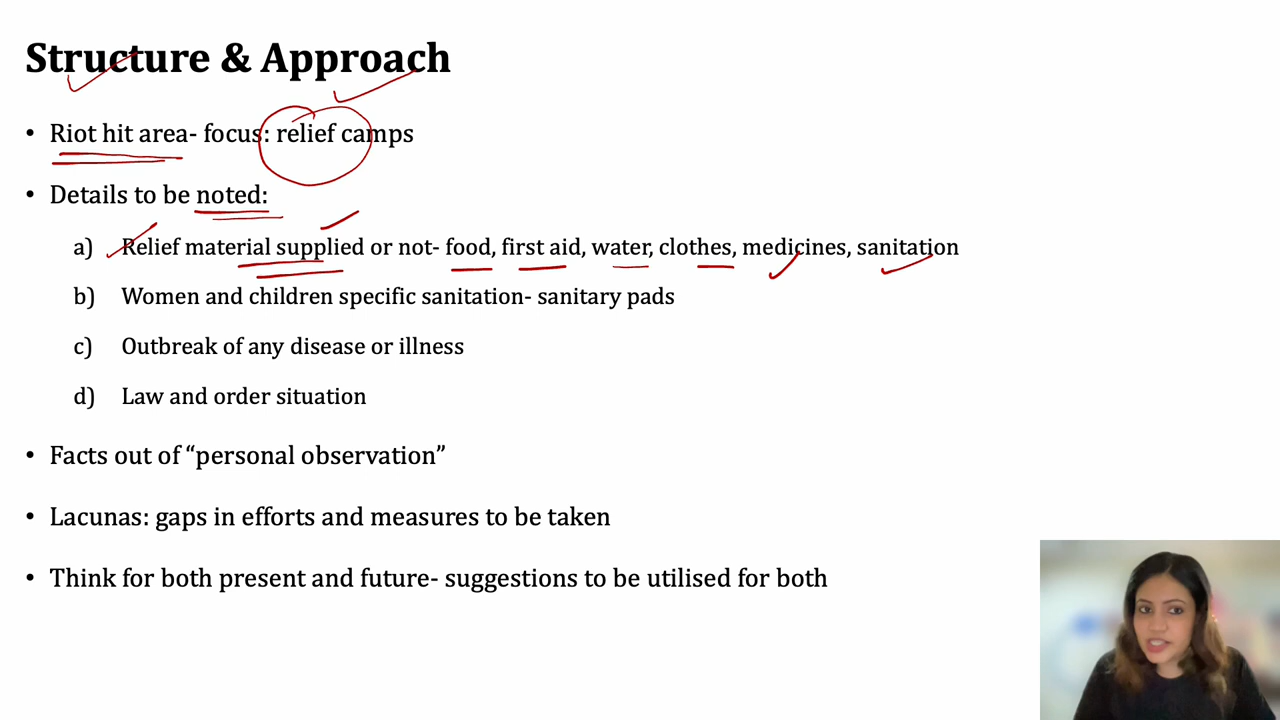 Structure & Approach
• Riot hit area- focus: relief camps
• Details to be noted:
a) Relief material supplied or not- food, first aid, water, clothes, medicines, sanitation
b) Women and children specific sanitation- sanitary pads
c) Outbreak of any disease or illness
d) Law and order situation
• Facts out of “personal observation”
• Lacunas: gaps in efforts and measures to be taken
• Think for both present and future- suggestions to be utilised for both